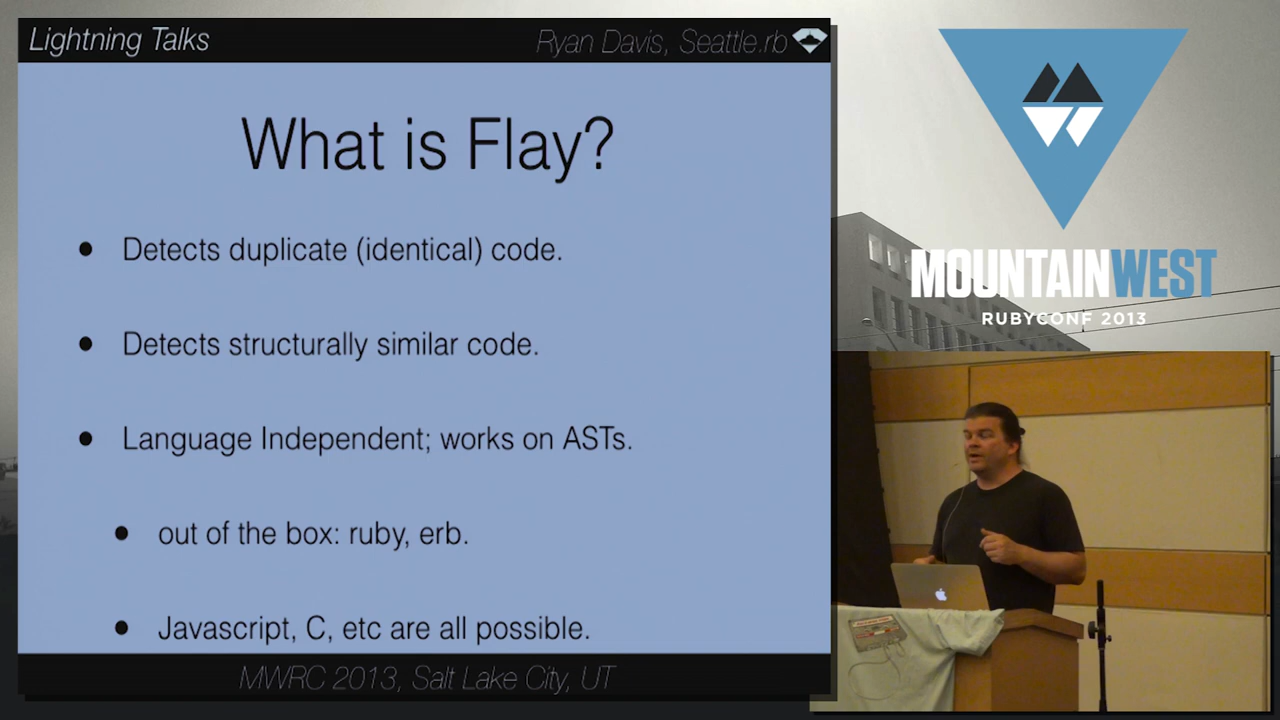 Lightning Talks
Ryan Davis, Seattle.rb
What is Flay?
• Detects duplicate (identical) code.
• Detects structurally similar code.
• Language Independent; works on ASTs.
• out of the box: ruby, erb.
• Javascript, C, etc are all possible.
MWRC 2013, Salt Lake City, UT
MOUNTAINWEST
RUBYCONF 2013